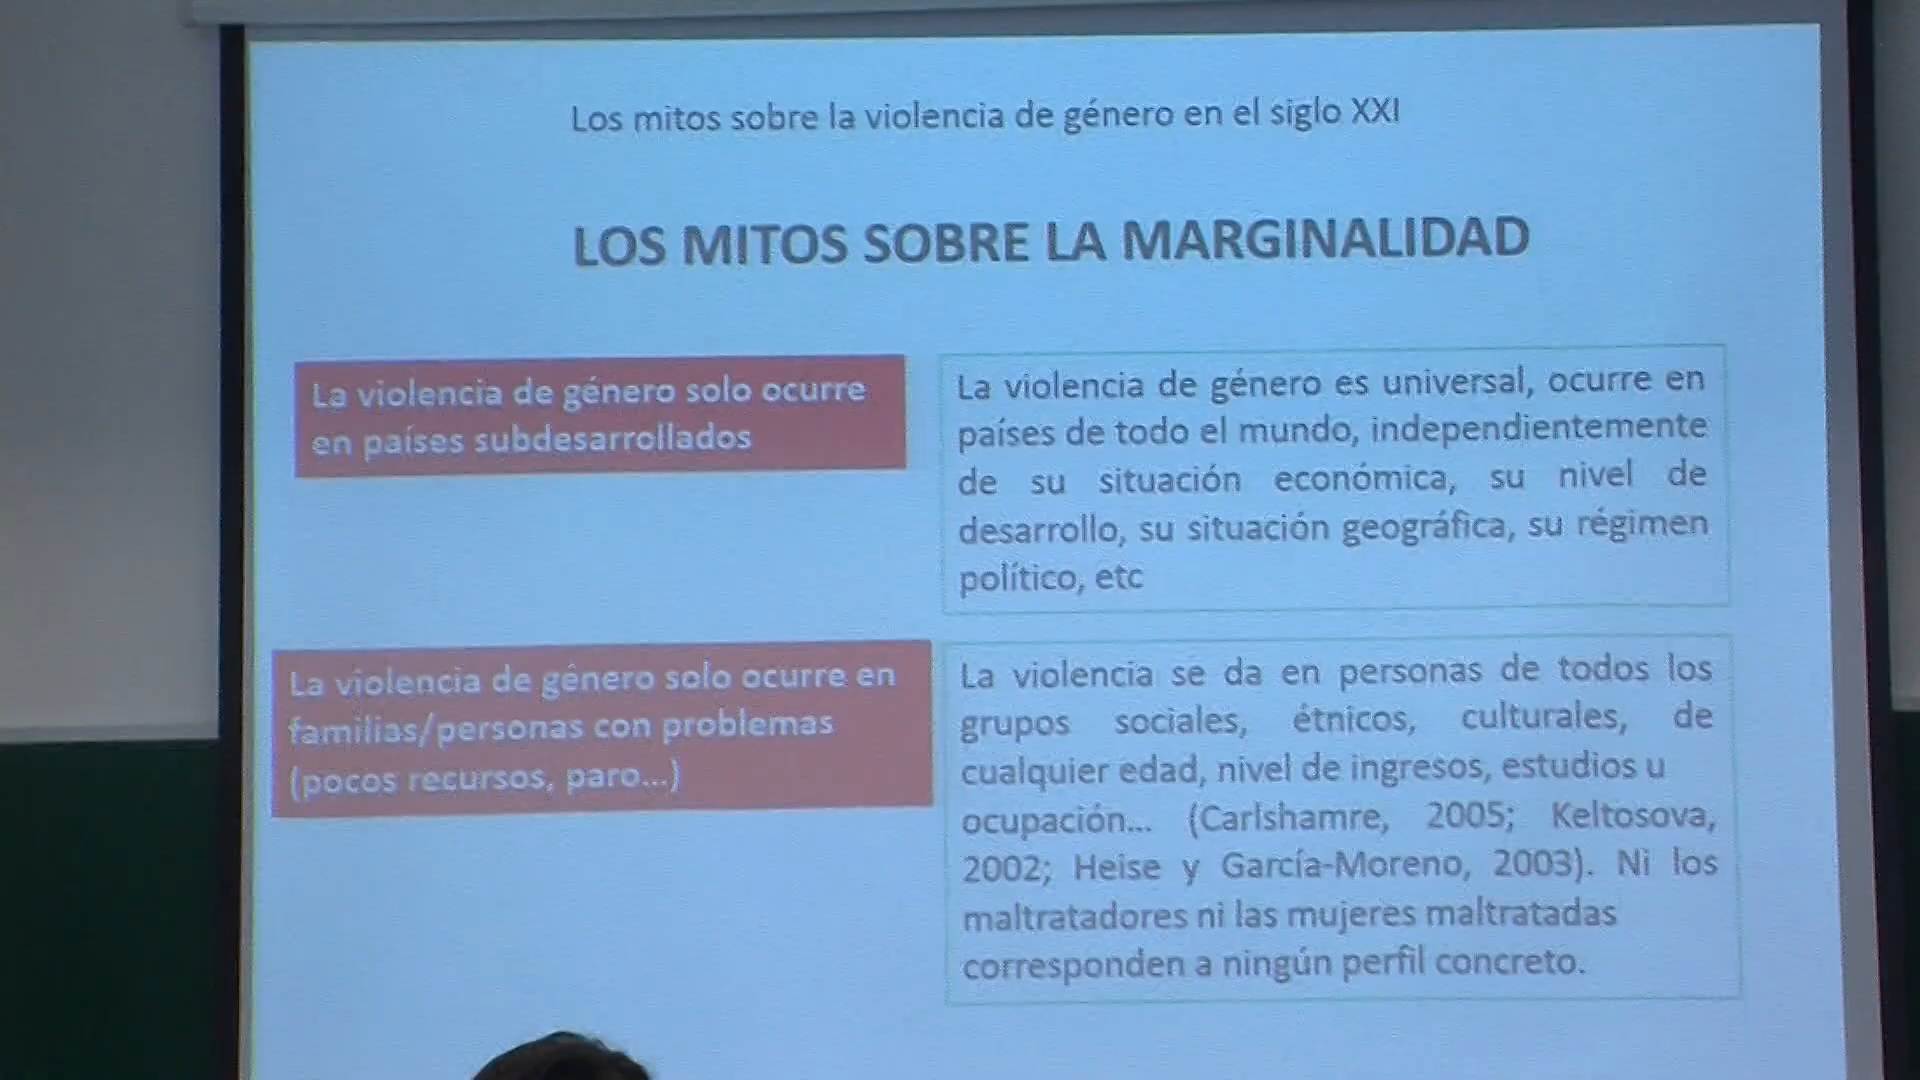 Los mitos sobre la violencia de género en el siglo XXI
LOS MITOS SOBRE LA MARGINALIDAD
La violencia de género solo ocurre
en países subdesarrollados
La violencia de género es universal, ocurre en
países de todo el mundo, independientemente
de su situación económica, su nivel de
desarrollo, su situación geográfica, su régimen
político, etc
La violencia de género solo ocurre en
familias/personas con problemas
(pocos recursos, paro...)
La violencia se da en personas de todos los
grupos sociales, étnicos, culturales, de
cualquier edad, nivel de ingresos, estudios u
ocupación... (Carlshamre, 2005; Keltosova,
2002; Heise y García-Moreno, 2003). Ni los
maltratadores ni las mujeres maltratadas
corresponden a ningún perfil concreto.